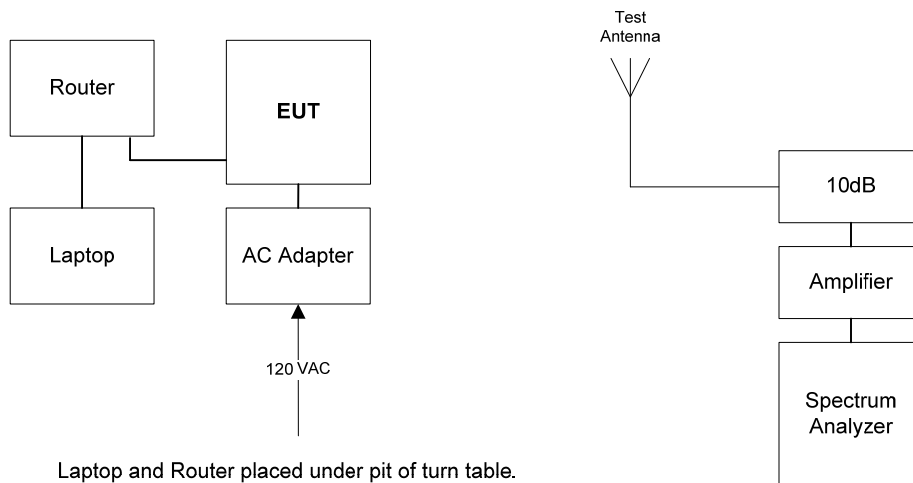 Test
Antenna
Router
EUT
10dB
Laptop
AC Adapter
Amplifier
120 VAC
Spectrum
Analyzer
Laptop and Router placed under pit of turn table.